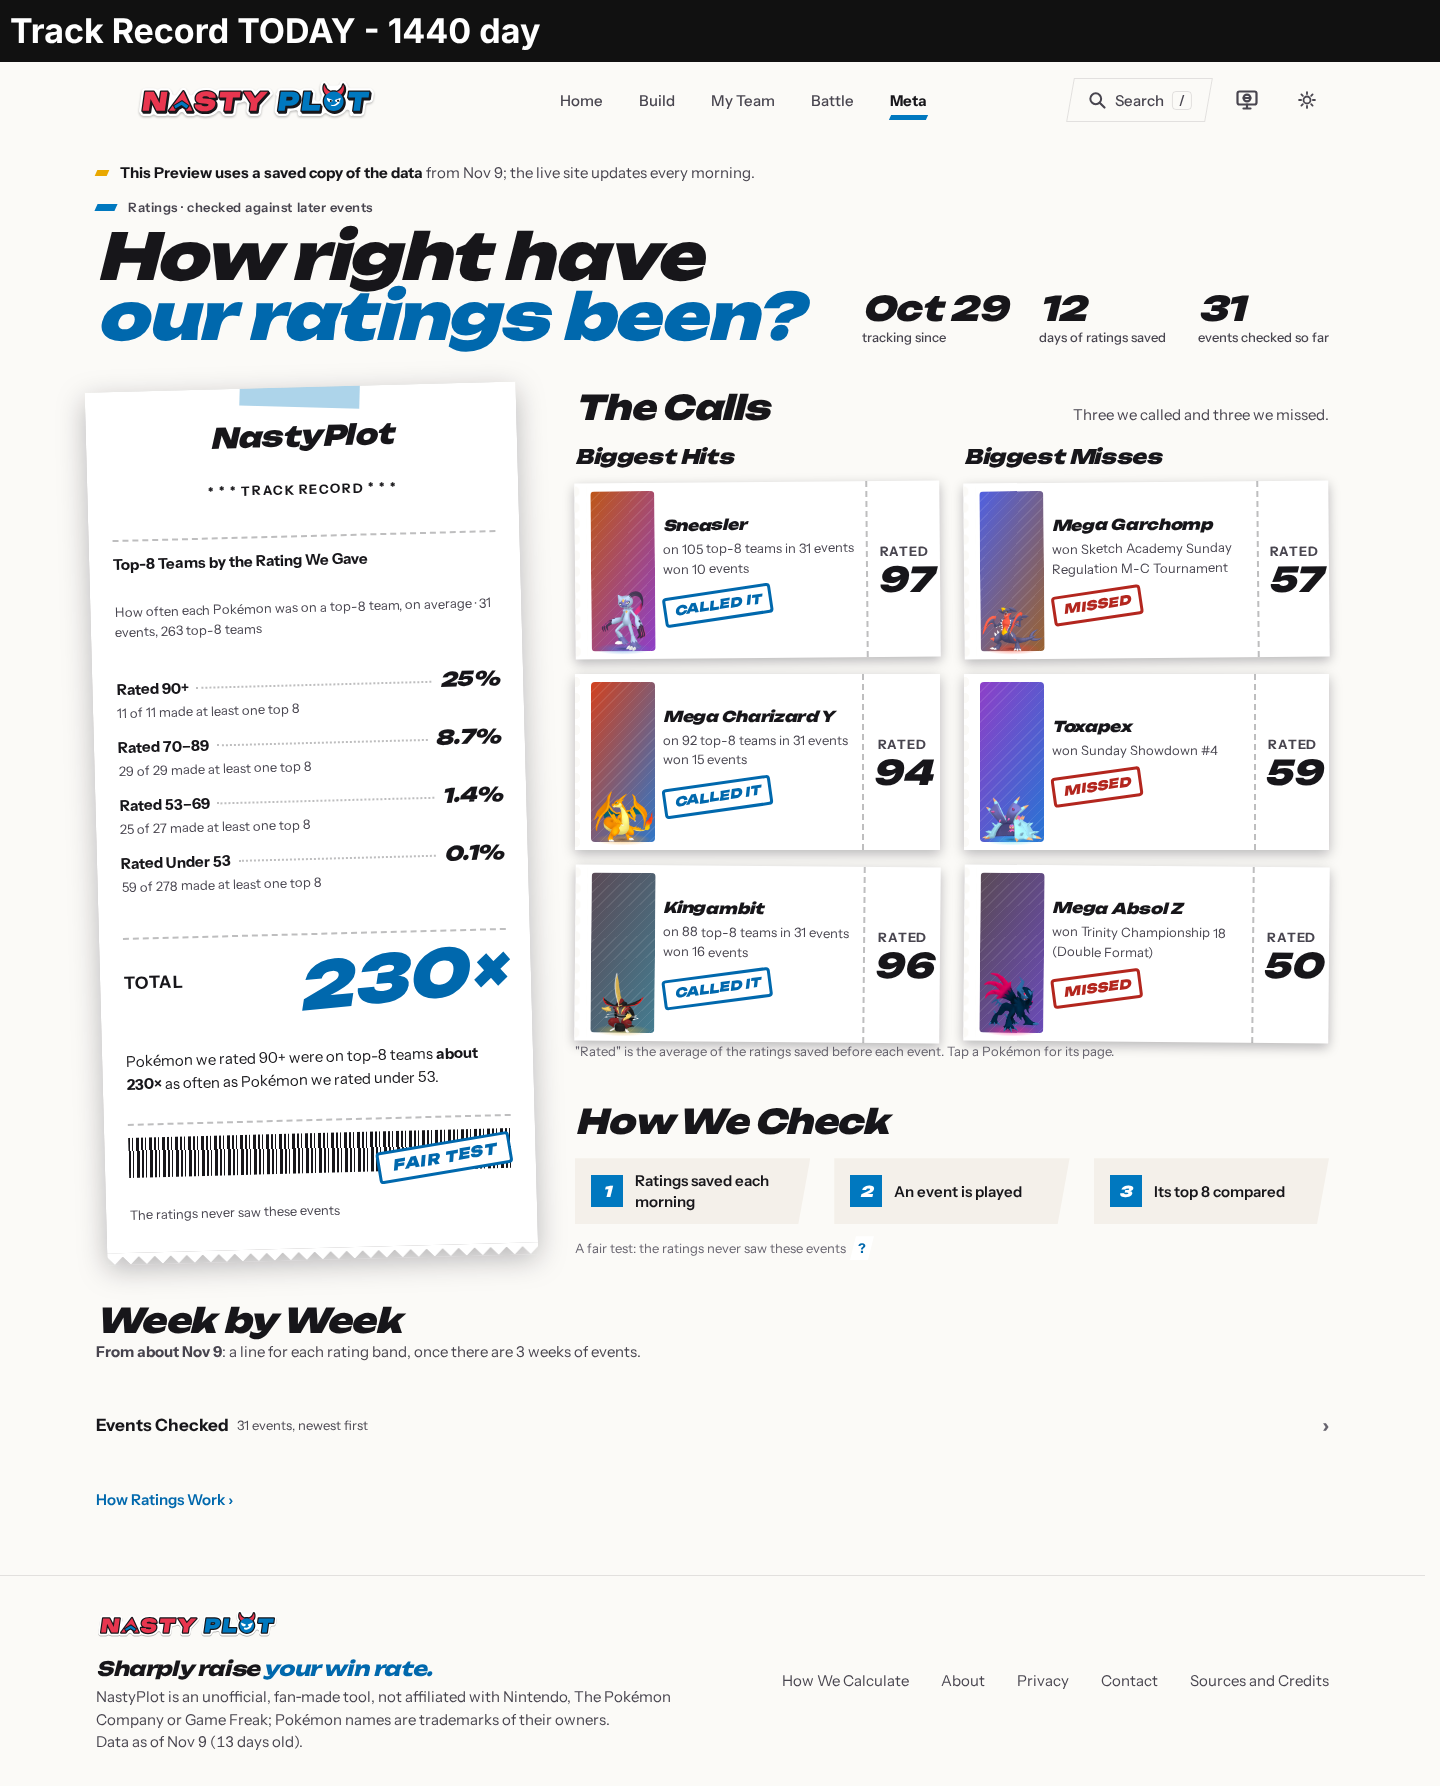 Track Record TODAY - 1440 day
NASTY PLOT
Home
Build
My Team
Battle
Meta
Search /
This Preview uses a saved copy of the data from Nov 9; the live site updates every morning.
Ratings · checked against later events
How right have
our ratings been?
Oct 29
tracking since
12
days of ratings saved
31
events checked so far
NastyPlot
* * * TRACK RECORD * * *
Top-8 Teams by the Rating We Gave
How often each Pokémon was on a top-8 team, on average · 31
events, 263 top-8 teams
Rated 90+ 25%
11 of 11 made at least one top 8
Rated 70–89 8.7%
29 of 29 made at least one top 8
Rated 53–69 1.4%
25 of 27 made at least one top 8
Rated Under 53 0.1%
59 of 278 made at least one top 8
TOTAL 230×
Pokémon we rated 90+ were on top-8 teams about
230× as often as Pokémon we rated under 53.
FAIR TEST
The ratings never saw these events
The Calls
Three we called and three we missed.
Biggest Hits
Sneasler
on 105 top-8 teams in 31 events
won 10 events
CALLED IT
RATED
97
Mega Charizard Y
on 92 top-8 teams in 31 events
won 15 events
CALLED IT
RATED
94
Kingambit
on 88 top-8 teams in 31 events
won 16 events
CALLED IT
RATED
96
Biggest Misses
Mega Garchomp
won Sketch Academy Sunday
Regulation M-C Tournament
MISSED
RATED
57
Toxapex
won Sunday Showdown #4
MISSED
RATED
59
Mega Absol Z
won Trinity Championship 18
(Double Format)
MISSED
RATED
50
"Rated" is the average of the ratings saved before each event. Tap a Pokémon for its page.
How We Check
1 Ratings saved each
morning
2 An event is played
3 Its top 8 compared
A fair test: the ratings never saw these events ?
Week by Week
From about Nov 9: a line for each rating band, once there are 3 weeks of events.
Events Checked 31 events, newest first ›
How Ratings Work ›
NASTY PLOT
Sharply raise your win rate.
NastyPlot is an unofficial, fan-made tool, not affiliated with Nintendo, The Pokémon
Company or Game Freak; Pokémon names are trademarks of their owners.
Data as of Nov 9 (13 days old).
How We Calculate
About
Privacy
Contact
Sources and Credits